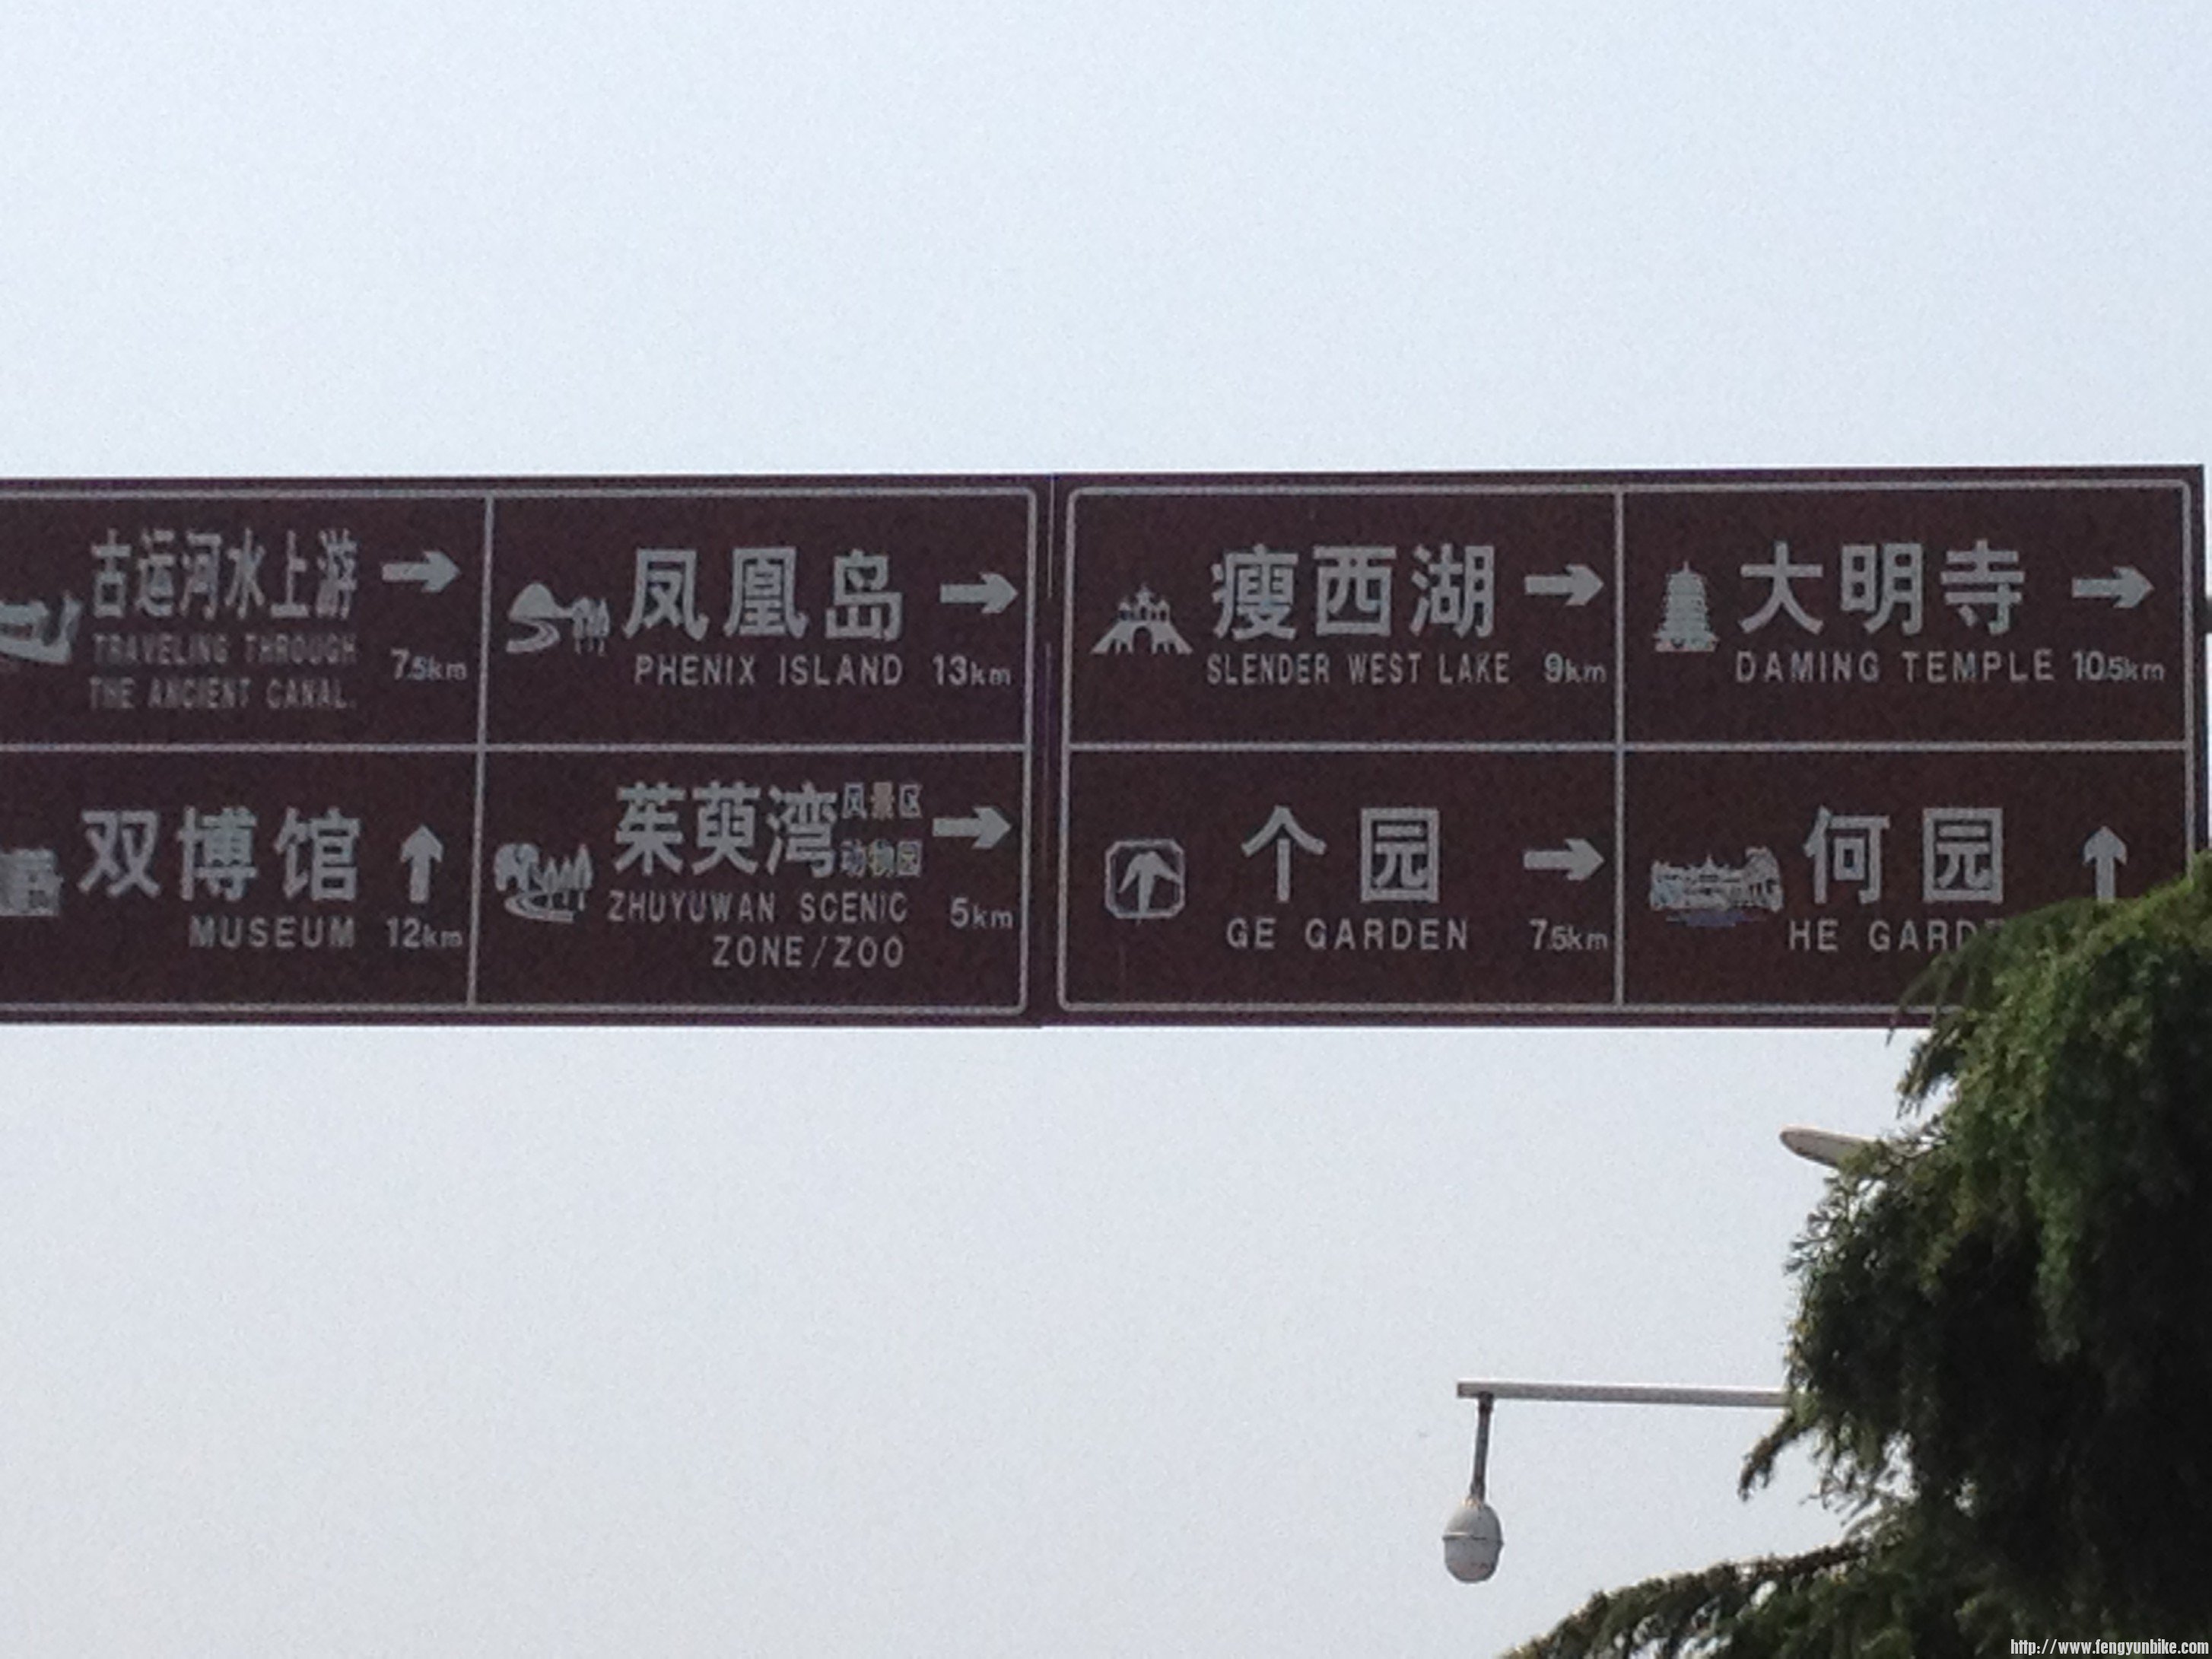 古运河水上游
TRAVELING THROUGH
THE ANCIENT CANAL.
7.5km
凤凰岛
PHENIX ISLAND 13km
瘦西湖
SLENDER WEST LAKE 9km
大明寺
DAMING TEMPLE 10.5km
双博馆
MUSEUM 12km
茱萸湾 风景区
动物园
ZHUYUWAN SCENIC
ZONE/ZOO
5km
个园
GE GARDEN 7.5km
何园
HE GARD
http://www.fengyunbike.com